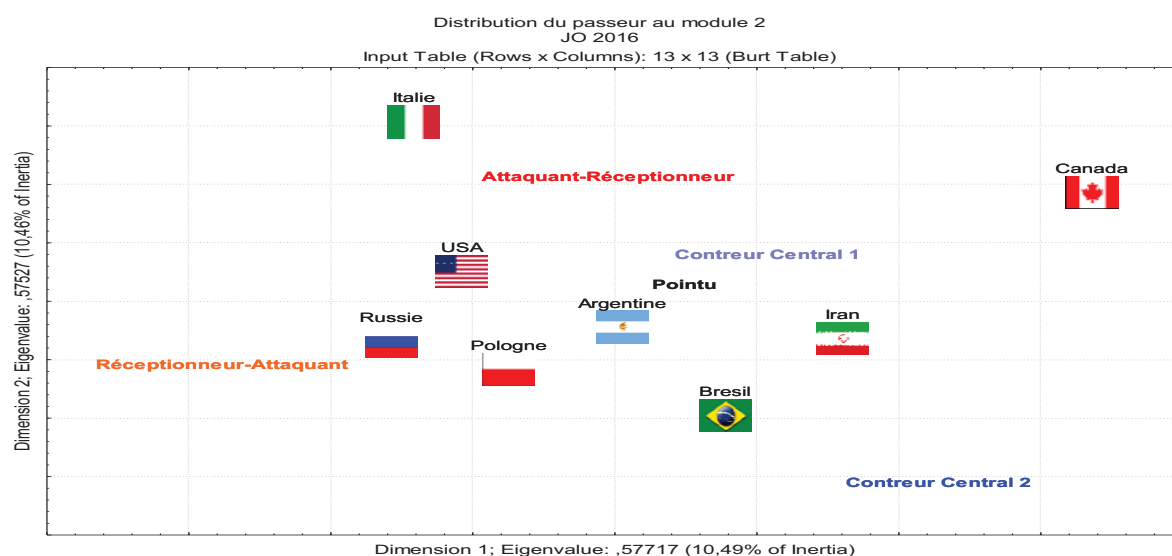 Distribution du passeur au module 2
JO 2016
Input Table (Rows x Columns): 13 x 13 (Burt Table)
Italie
Canada
Attaquant-Réceptionneur
USA
Contreur Central 1
Pointu
Argentine
Russie
Iran
Pologne
Réceptionneur-Attaquant
Bresil
Contreur Central 2
Dimension 2; Eigenvalue: ,57527 (10,46% of Inertia)
Dimension 1; Eigenvalue: ,57717 (10,49% of Inertia)